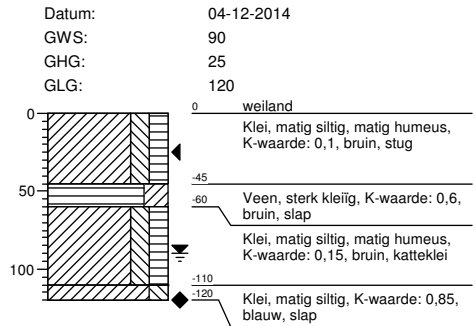 Datum: 04-12-2014
GWS: 90
GHG: 25
GLG: 120
0 0 weiland
Klei, matig siltig, matig humeus,
K-waarde: 0,1, bruin, stug
-45
50 -60 Veen, sterk kleiïg, K-waarde: 0,6,
bruin, slap
Klei, matig siltig, matig humeus,
K-waarde: 0,15, bruin, katteklei
100
-110
-120 Klei, matig siltig, K-waarde: 0,85,
blauw, slap